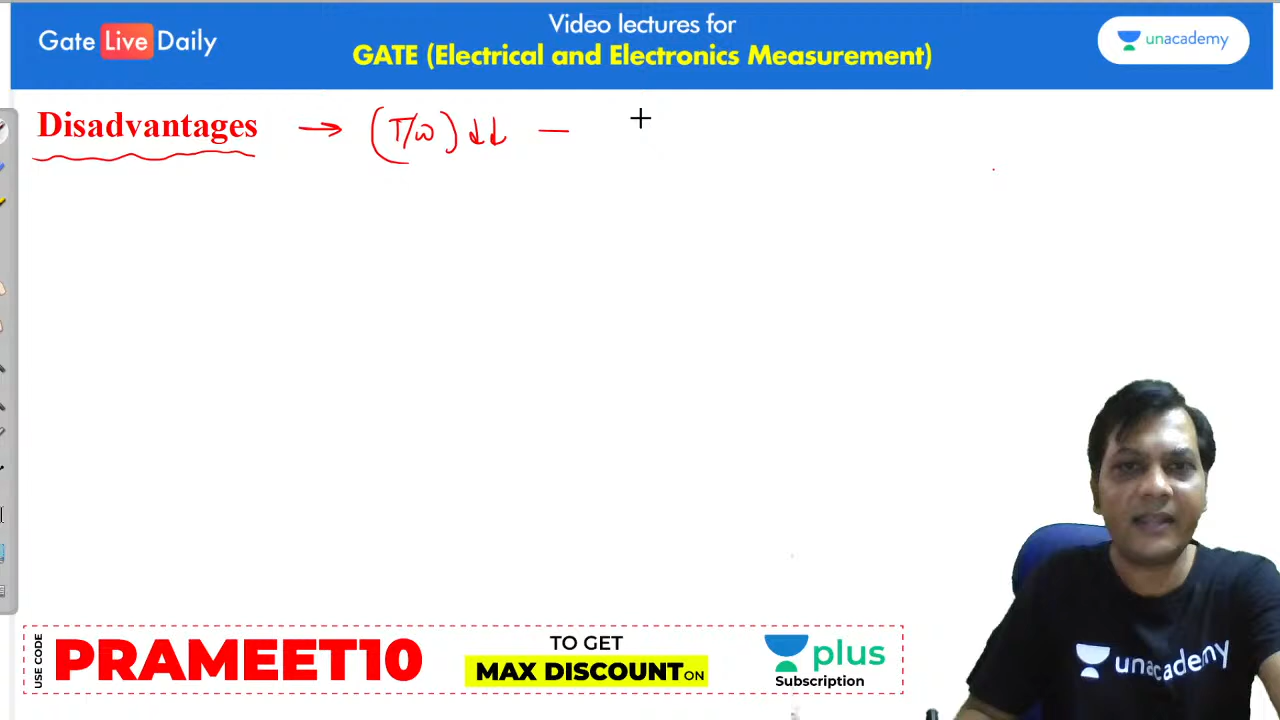 Gate Live Daily
Video lectures for
GATE (Electrical and Electronics Measurement)
unacademy
Disadvantages → (T/ω) ↓↓ —
USE CODE
PRAMEET10
TO GET
MAX DISCOUNT ON
plus
Subscription
unacademy